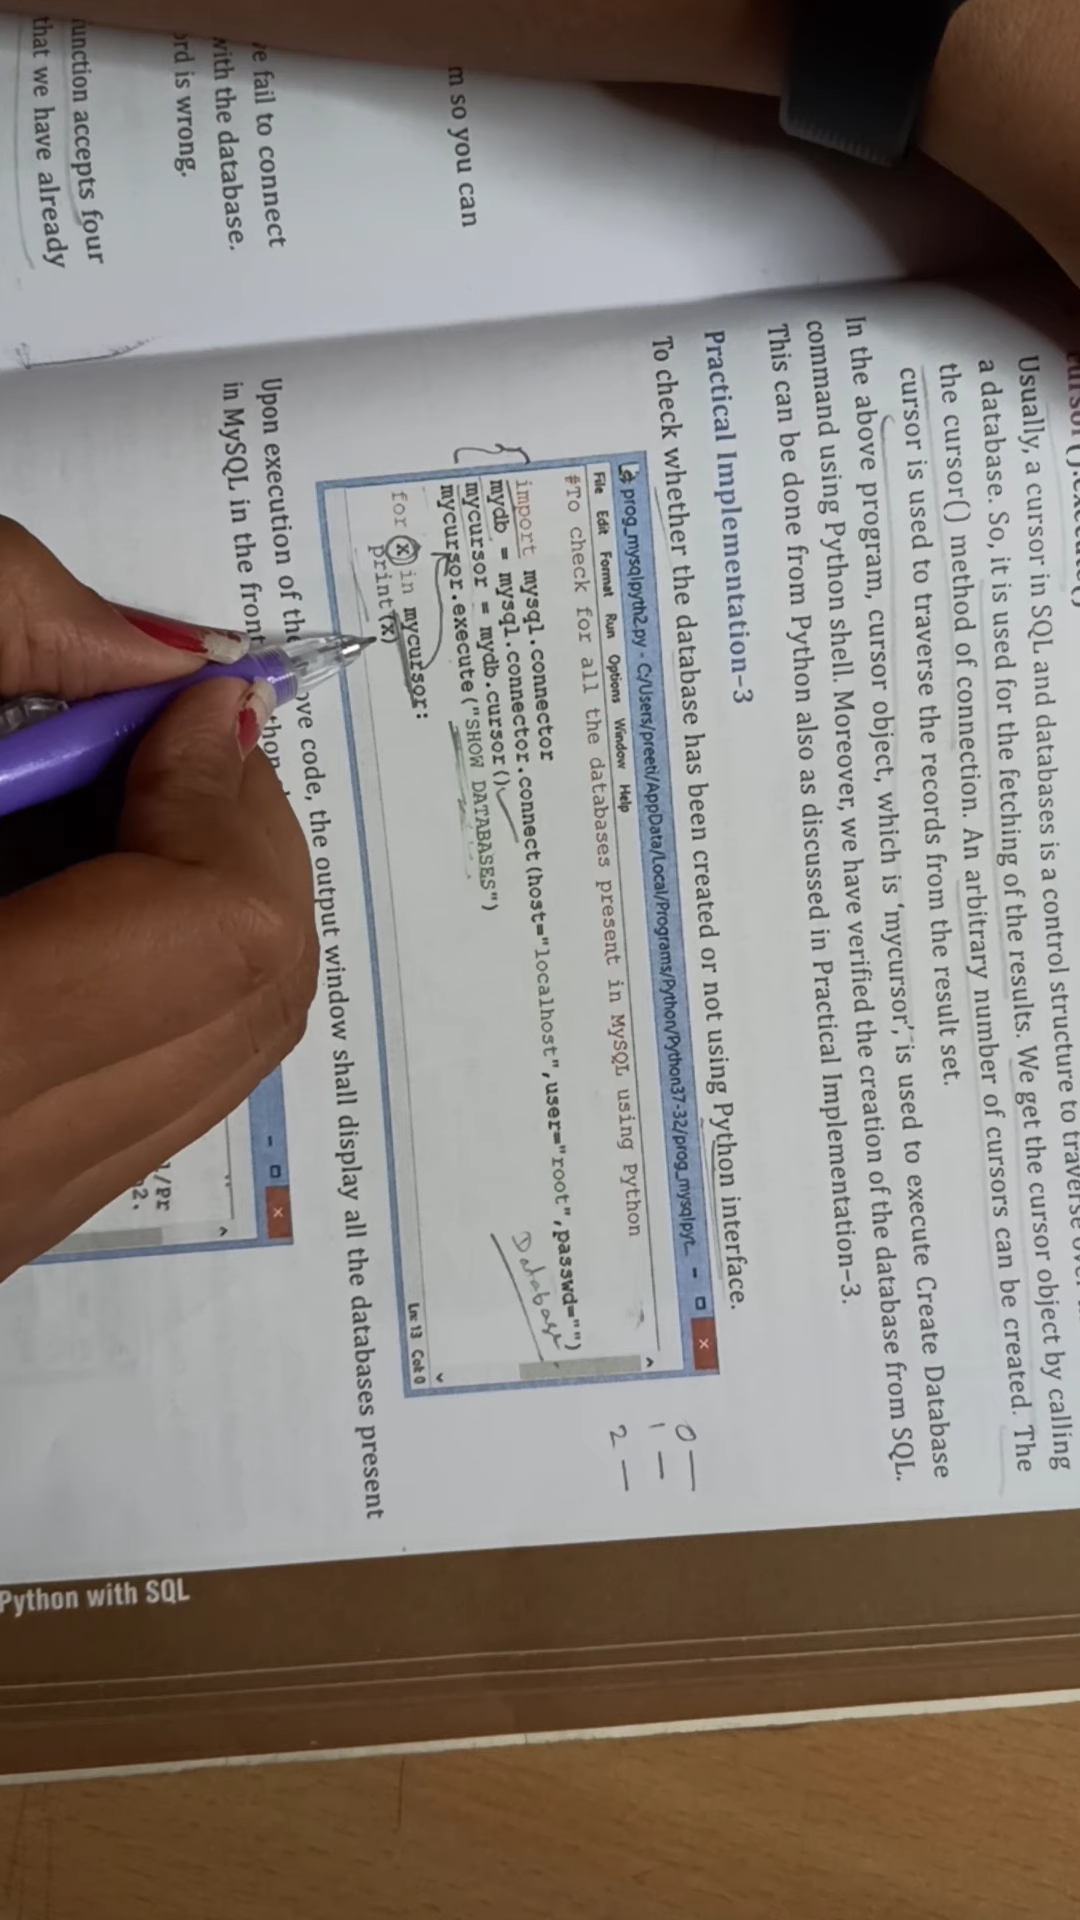 m so you can
ve fail to connect
with the database.
ord is wrong.
function accepts four
that we have already
Usually, a cursor in SQL and databases is a control structure to traverse
a database. So, it is used for the fetching of the results. We get the cursor object by calling
the cursor() method of connection. An arbitrary number of cursors can be created. The
cursor is used to traverse the records from the result set.
In the above program, cursor object, which is ‘mycursor’, is used to execute Create Database
command using Python shell. Moreover, we have verified the creation of the database from SQL.
This can be done from Python also as discussed in Practical Implementation–3.
Practical Implementation–3
To check whether the database has been created or not using Python interface.
prog_mysqlpyth2.py - C:/Users/preeti/AppData/Local/Programs/Python/Python37-32/prog_mysqlpyt...
File Edit Format Run Options Window Help
#To check for all the databases present in MySQL using Python
import mysql.connector
mydb = mysql.connector.connect(host="localhost",user="root",passwd="")
mycursor = mydb.cursor()
mycursor.execute("SHOW DATABASES")
for x in mycursor:
print(x)
Database
Ln: 13 Col: 0
0 —
1 —
2 —
Upon execution of the ove code, the output window shall display all the databases present
in MySQL in the front
/Pr
2.
Python with SQL